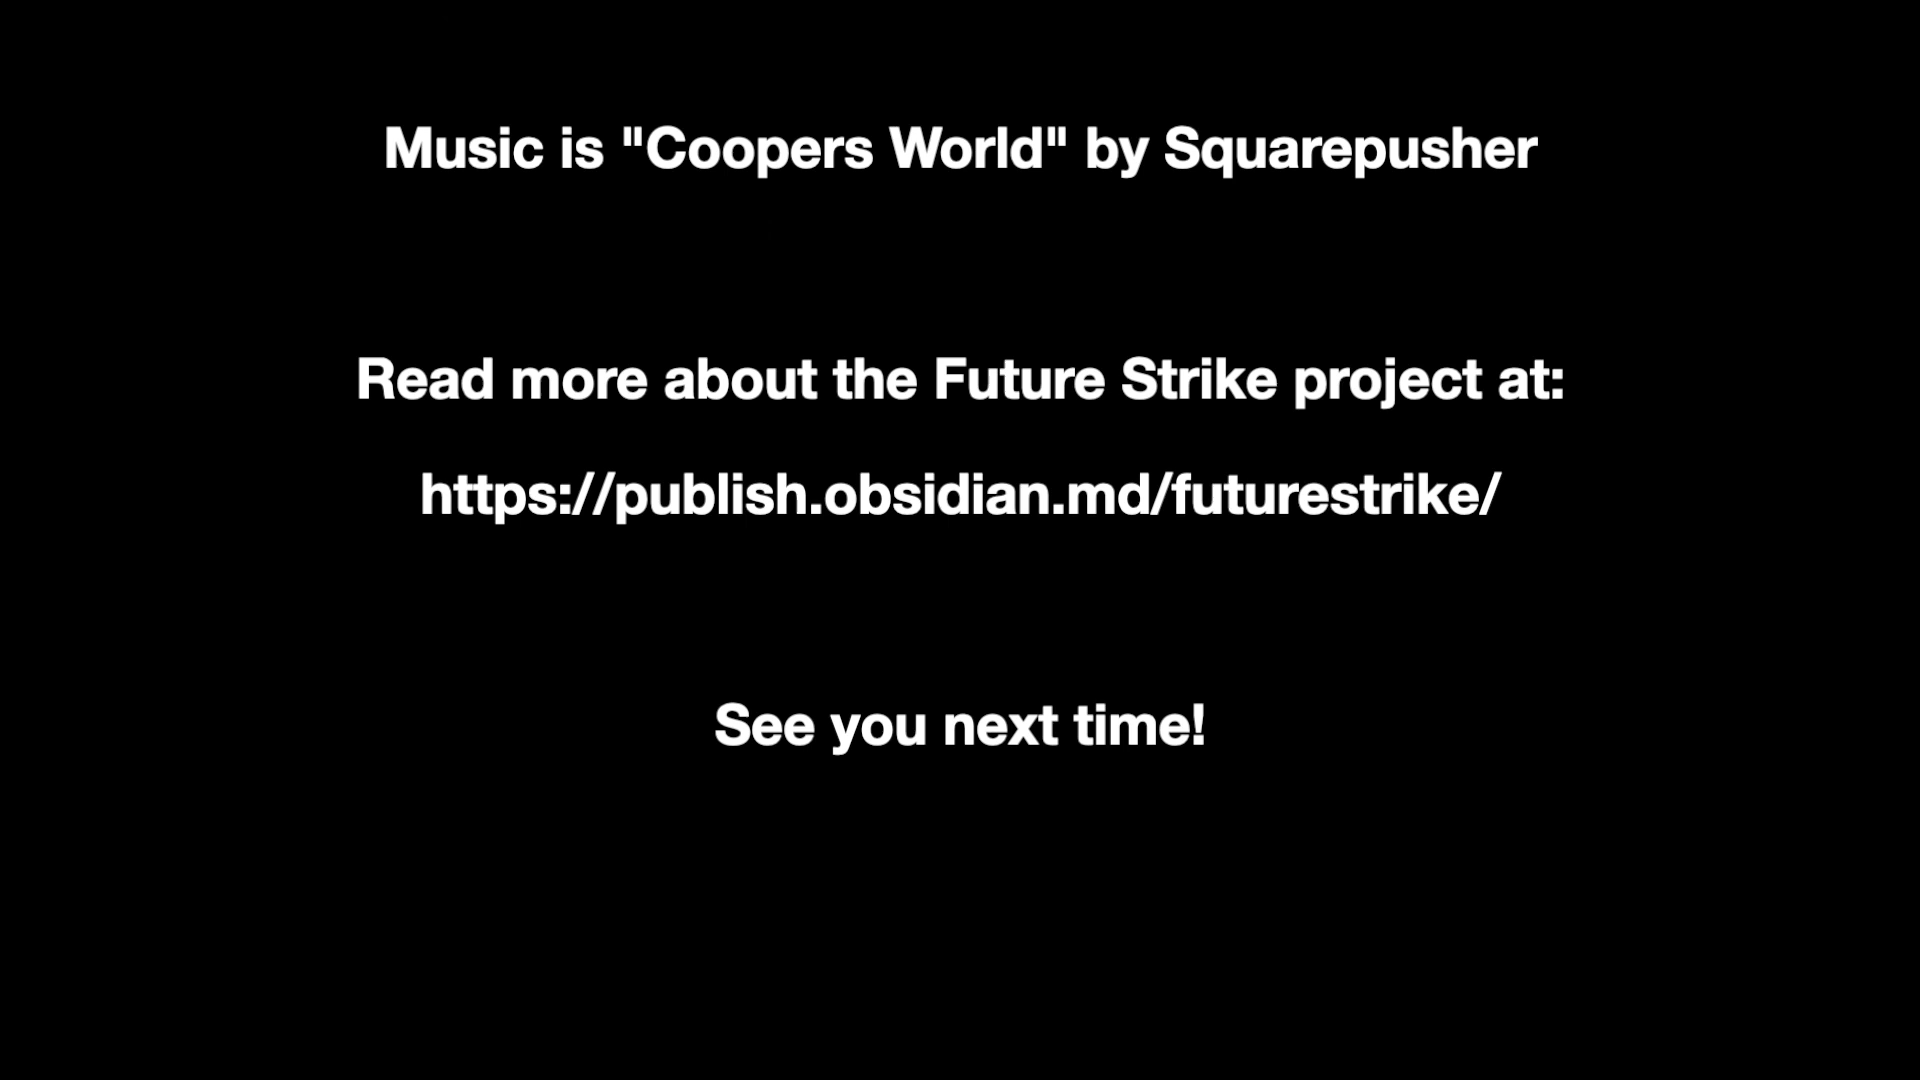 Music is "Coopers World" by Squarepusher
Read more about the Future Strike project at:
https://publish.obsidian.md/futurestrike/
See you next time!